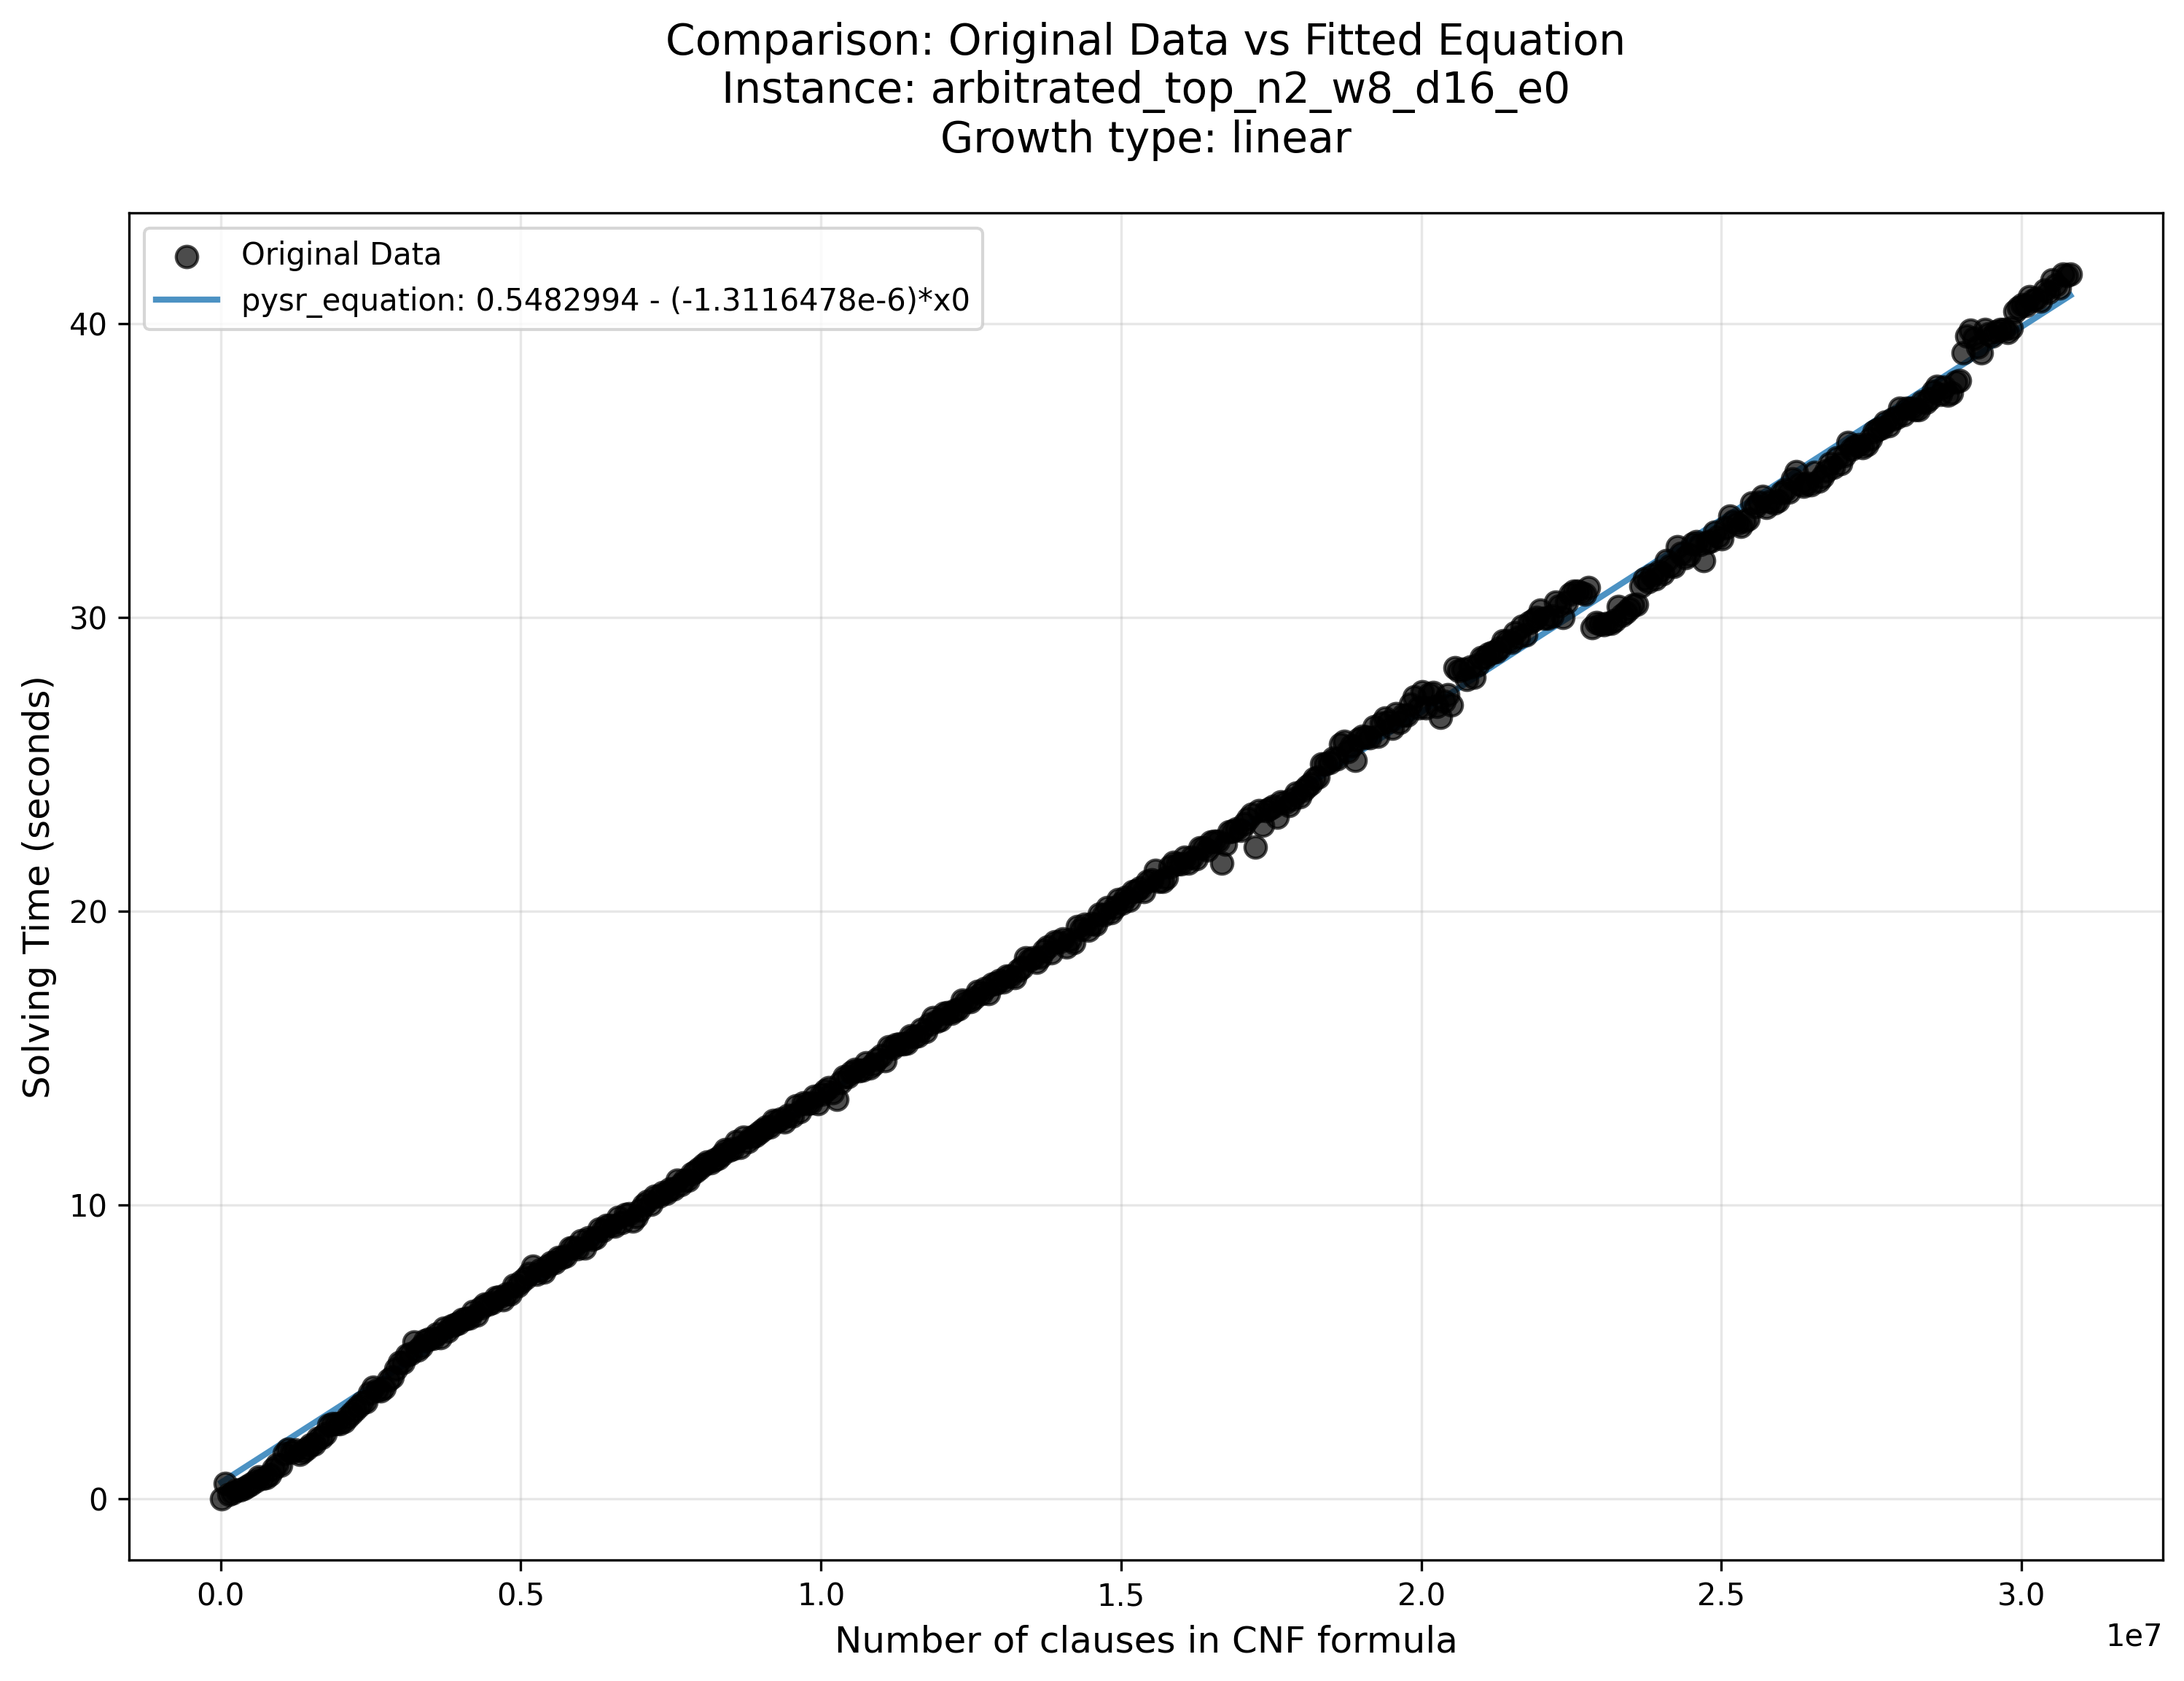 Comparison: Original Data vs Fitted Equation
Instance: arbitrated_top_n2_w8_d16_e0
Growth type: linear
Original Data
pysr_equation: 0.5482994 - (-1.3116478e-6)*x0
40
30
20
10
0
Solving Time (seconds)
0.0 0.5 1.0 1.5 2.0 2.5 3.0
1e7
Number of clauses in CNF formula